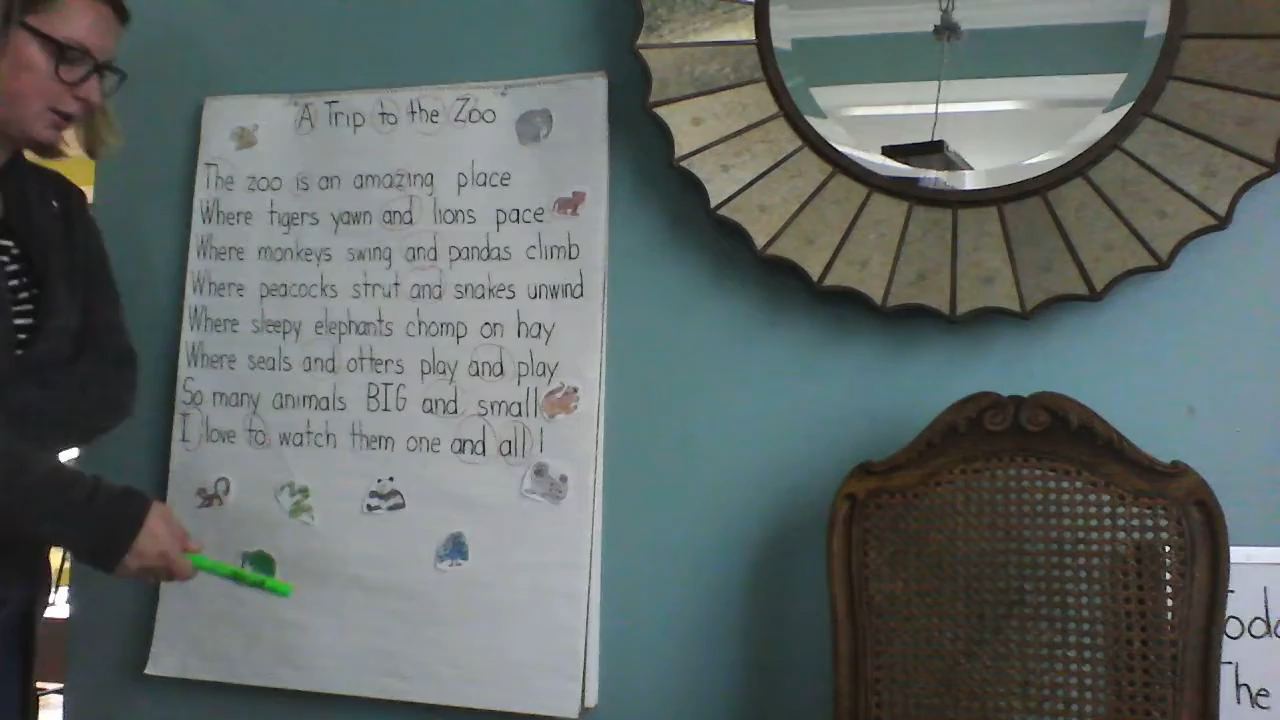 A Trip to the Zoo
The zoo is an amazing place
Where tigers yawn and lions pace
Where monkeys swing and pandas climb
Where peacocks strut and snakes unwind
Where sleepy elephants chomp on hay
Where seals and otters play and play
So many animals BIG and small
I love to watch them one and all!
The